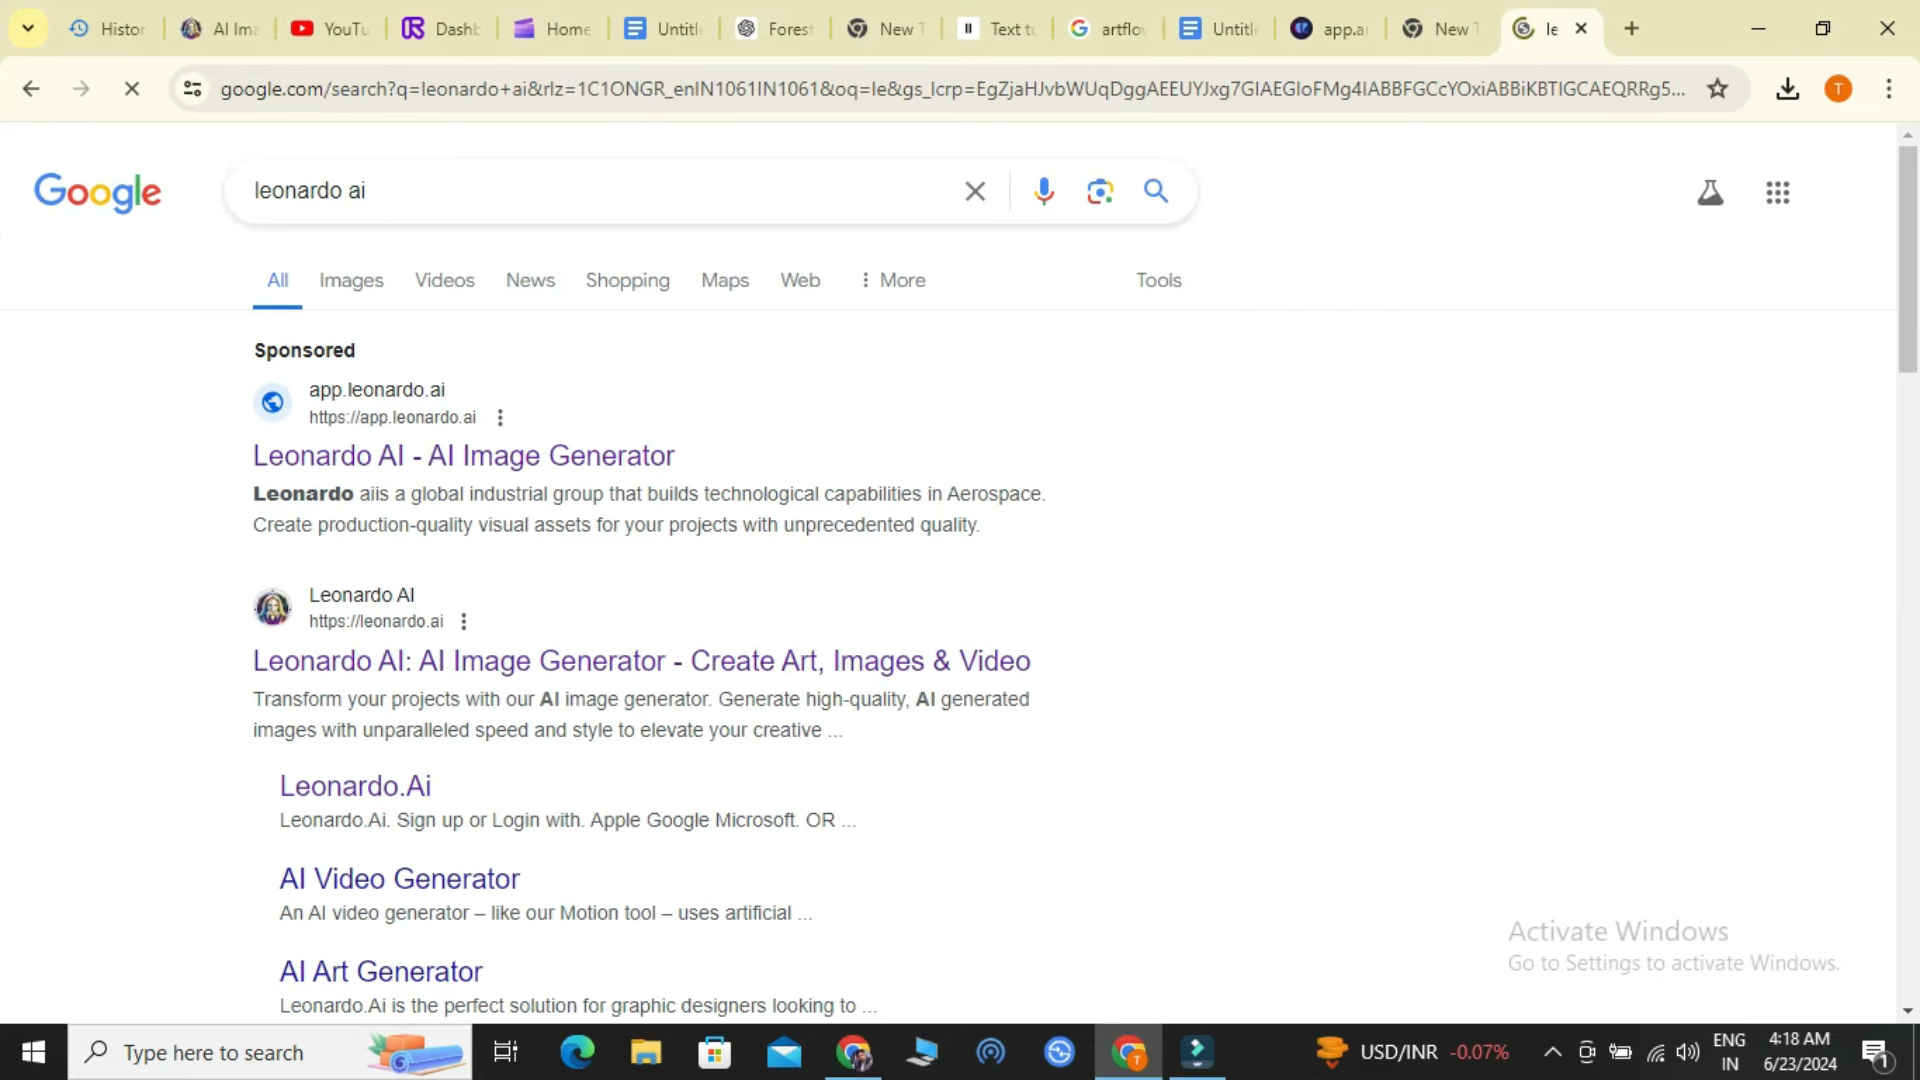 Histor
AI Ima
YouTu
Dashb
Home
Untitle
Forest
New T
Text to
artflov
Untitle
app.ar
New T
le
google.com/search?q=leonardo+ai&rlz=1C1ONGR_enIN1061IN1061&oq=le&gs_lcrp=EgZjaHJvbWUqDggAEEUYJxg7GIAEGIoFMg4IABBFGCcYOxiABBiKBTIGCAEQRRg5...
T
Google
leonardo ai
All
Images
Videos
News
Shopping
Maps
Web
More
Tools
Sponsored
app.leonardo.ai
https://app.leonardo.ai
Leonardo AI - AI Image Generator
Leonardo aiis a global industrial group that builds technological capabilities in Aerospace.
Create production-quality visual assets for your projects with unprecedented quality.
Leonardo AI
https://leonardo.ai
Leonardo AI: AI Image Generator - Create Art, Images & Video
Transform your projects with our AI image generator. Generate high-quality, AI generated
images with unparalleled speed and style to elevate your creative ...
Leonardo.Ai
Leonardo.Ai. Sign up or Login with. Apple Google Microsoft. OR ...
AI Video Generator
An AI video generator – like our Motion tool – uses artificial ...
AI Art Generator
Leonardo.Ai is the perfect solution for graphic designers looking to ...
Activate Windows
Go to Settings to activate Windows.
Type here to search
T
USD/INR -0.07%
ENG
IN
4:18 AM
6/23/2024
1